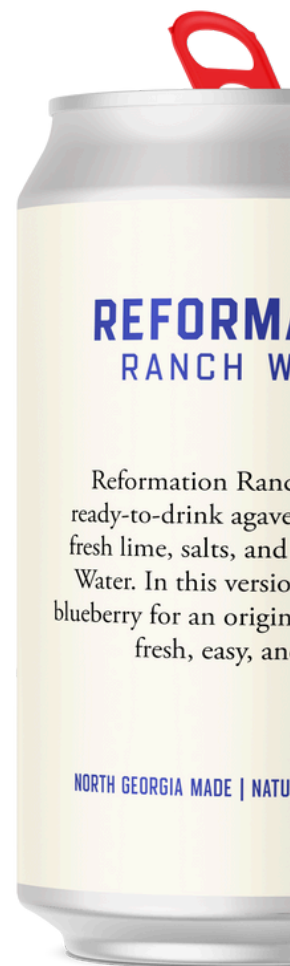 REFORMA
RANCH W
Reformation Ranc
ready-to-drink agave
fresh lime, salts, and
Water. In this versio
blueberry for an origin
fresh, easy, an
NORTH GEORGIA MADE | NATU